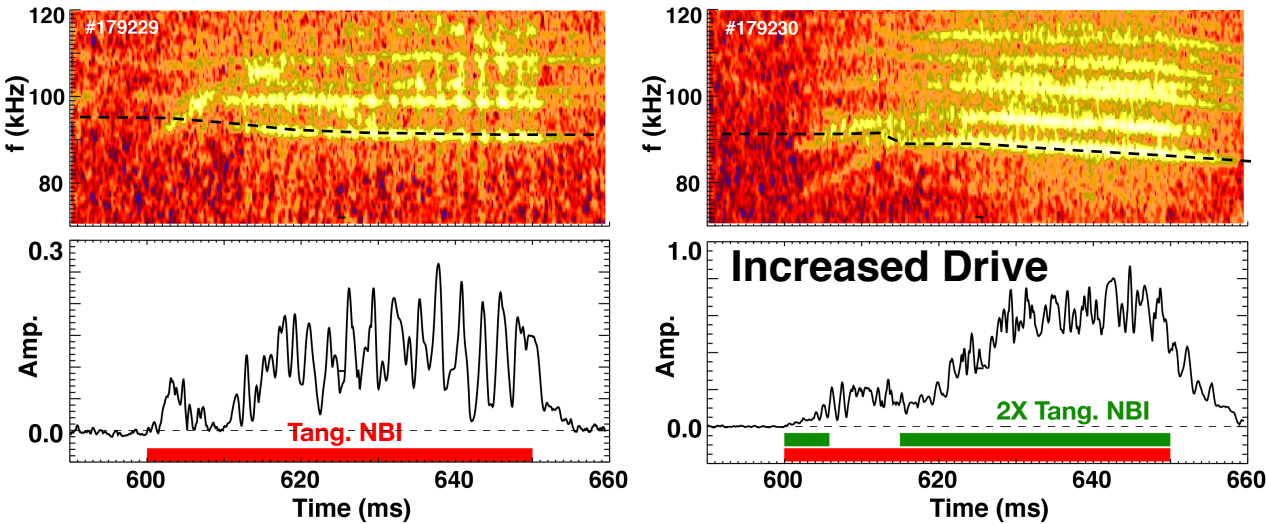 120
100
80
f (kHz)
#179229
120
100
80
f (kHz)
#179230
0.3
0.0
Amp.
Tang. NBI
600
620
640
660
Time (ms)
1.0
0.0
Amp.
Increased Drive
2X Tang. NBI
600
620
640
660
Time (ms)